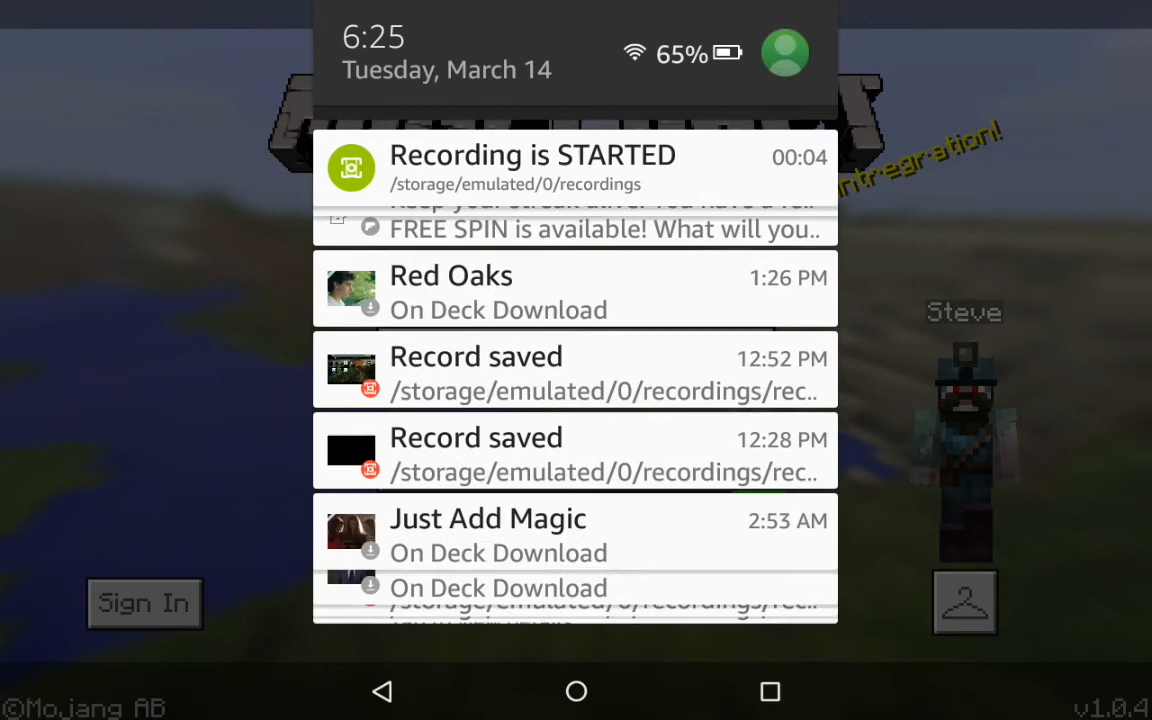 6:25
65%
Tuesday, March 14
Recording is STARTED
00:04
/storage/emulated/0/recordings
ntregration!
FREE SPIN is available! What will you..
Red Oaks
1:26 PM
On Deck Download
Steve
Record saved
12:52 PM
/storage/emulated/0/recordings/rec..
Record saved
12:28 PM
/storage/emulated/0/recordings/rec..
Just Add Magic
2:53 AM
On Deck Download
On Deck Download
Sign In
©Mojang AB
v1.0.4